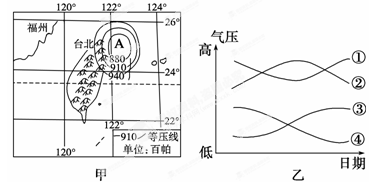 120° 122° 124° 26°
福州
台北
A
880
910
940
24°
22°
120°
122°
—910/等压线
单位：百帕
甲
气压
高
低
①
②
③
④
日期
乙